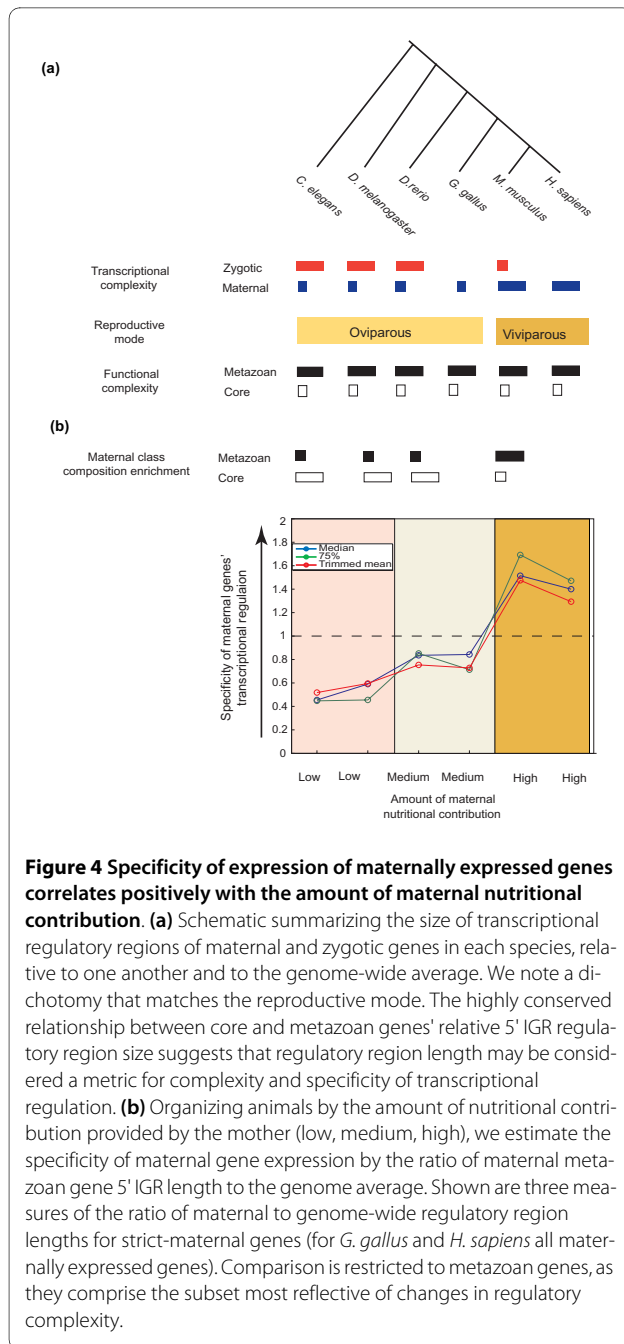 (a)
C. elegans
D. melanogaster
D.rerio
G. gallus
M. musculus
H. sapiens
Transcriptional complexity
Zygotic
Maternal
Reproductive mode
Oviparous
Viviparous
Functional complexity
Metazoan
Core
(b)
Maternal class composition enrichment
Metazoan
Core
Specificity of maternal genes' transcriptional regulaion
2
1.8
1.6
1.4
1.2
1
0.8
0.6
0.4
0.2
0
Median
75%
Trimmed mean
Low
Low
Medium
Medium
High
High
Amount of maternal
nutritional contribution
Figure 4 Specificity of expression of maternally expressed genes
correlates positively with the amount of maternal nutritional
contribution. (a) Schematic summarizing the size of transcriptional
regulatory regions of maternal and zygotic genes in each species, rela-
tive to one another and to the genome-wide average. We note a di-
chotomy that matches the reproductive mode. The highly conserved
relationship between core and metazoan genes' relative 5' IGR regula-
tory region size suggests that regulatory region length may be consid-
ered a metric for complexity and specificity of transcriptional
regulation. (b) Organizing animals by the amount of nutritional contri-
bution provided by the mother (low, medium, high), we estimate the
specificity of maternal gene expression by the ratio of maternal meta-
zoan gene 5' IGR length to the genome average. Shown are three mea-
sures of the ratio of maternal to genome-wide regulatory region
lengths for strict-maternal genes (for G. gallus and H. sapiens all mater-
nally expressed genes). Comparison is restricted to metazoan genes, as
they comprise the subset most reflective of changes in regulatory
complexity.